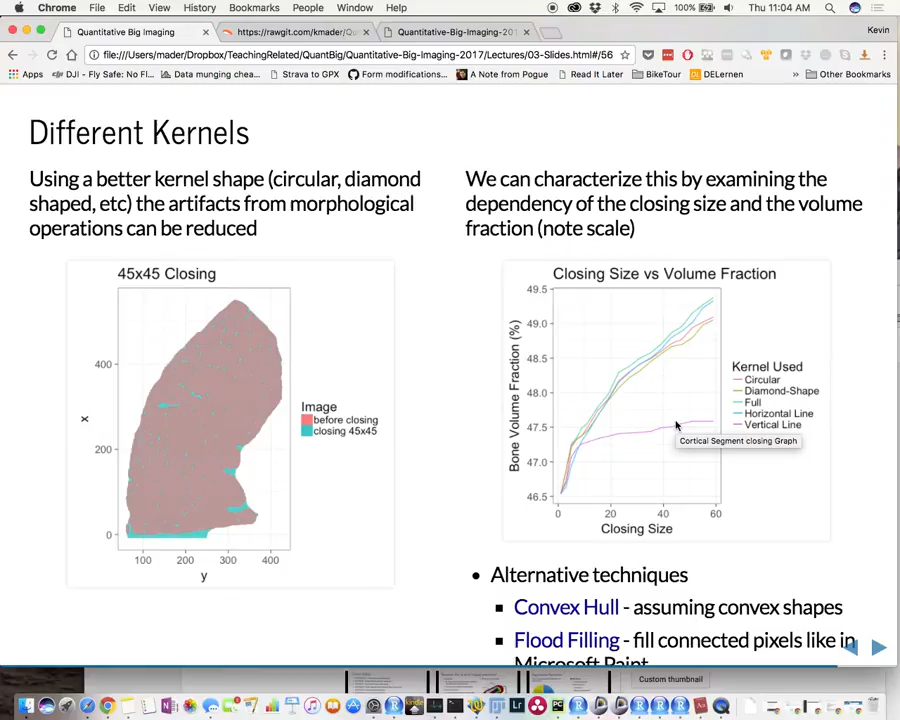 Chrome File Edit View History Bookmarks People Window Help
100% Thu 11:04 AM
Quantitative Big Imaging
https://rawgit.com/kmader/Qu
Quantitative-Big-Imaging-201
Kevin
file:///Users/mader/Dropbox/TeachingRelated/QuantBig/Quantitative-Big-Imaging-2017/Lectures/03-Slides.html#/56
Apps DJI - Fly Safe: No Fl... Data munging chea... Strava to GPX Form modifications... A Note from Pogue Read It Later BikeTour DELernen » Other Bookmarks
Different Kernels
Using a better kernel shape (circular, diamond
shaped, etc) the artifacts from morphological
operations can be reduced
45x45 Closing
400
200
0
x
100 200 300 400
y
Image
before closing
closing 45x45
We can characterize this by examining the
dependency of the closing size and the volume
fraction (note scale)
Closing Size vs Volume Fraction
49.5
49.0
48.5
48.0
47.5
47.0
46.5
Bone Volume Fraction (%)
0 20 40 60
Closing Size
Kernel Used
Circular
Diamond-Shape
Full
Horizontal Line
Vertical Line
Cortical Segment closing Graph
• Alternative techniques
▪ Convex Hull - assuming convex shapes
▪ Flood Filling - fill connected pixels like in
Microsoft Paint
Custom thumbnail